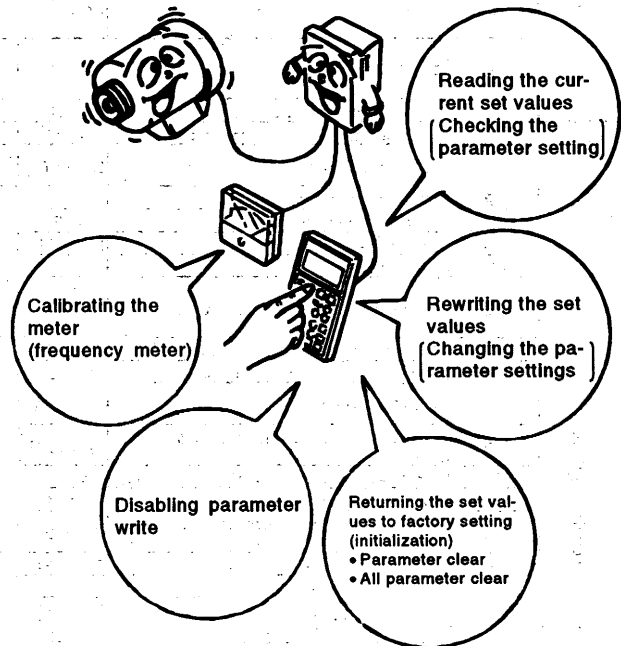 Reading the cur-
rent set values
[Checking the
parameter setting]
Calibrating the
meter
(frequency meter)
Rewriting the set
values
[Changing the pa-
rameter settings]
Disabling parameter
write
Returning the set val-
ues to factory setting
(initialization)
• Parameter clear
• All parameter clear